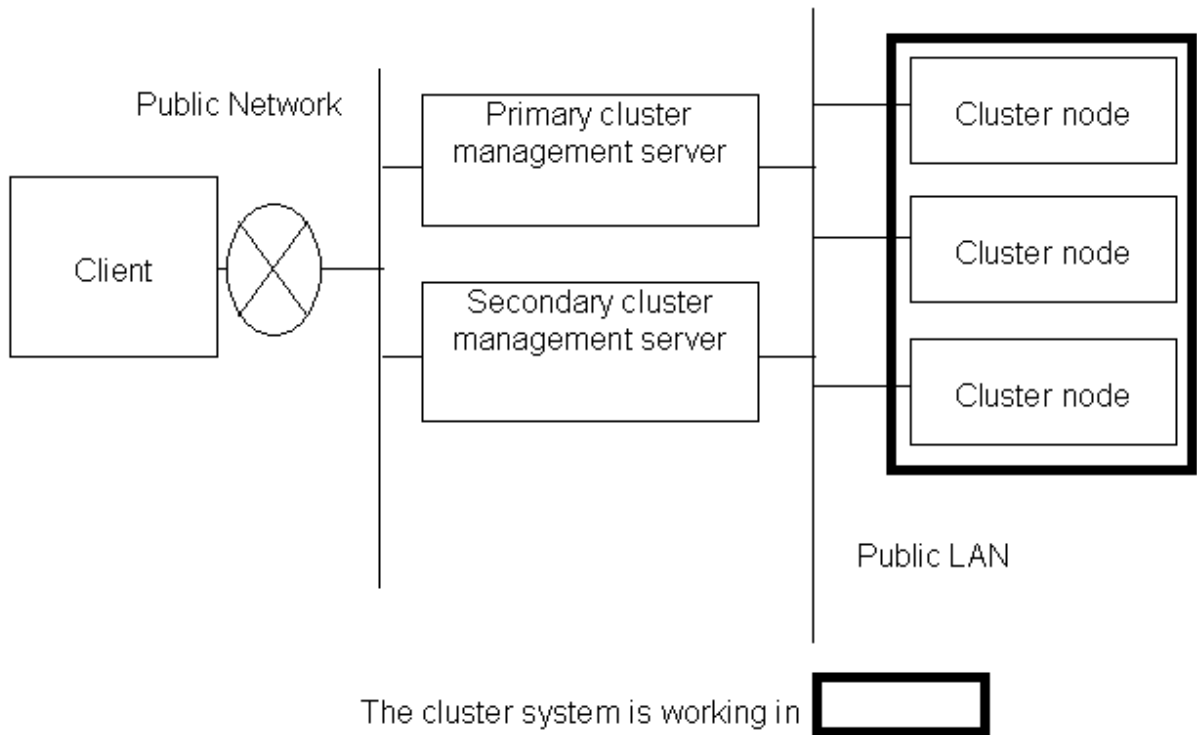 Public Network
Client
Primary cluster
management server
Secondary cluster
management server
Cluster node
Cluster node
Cluster node
Public LAN
The cluster system is working in